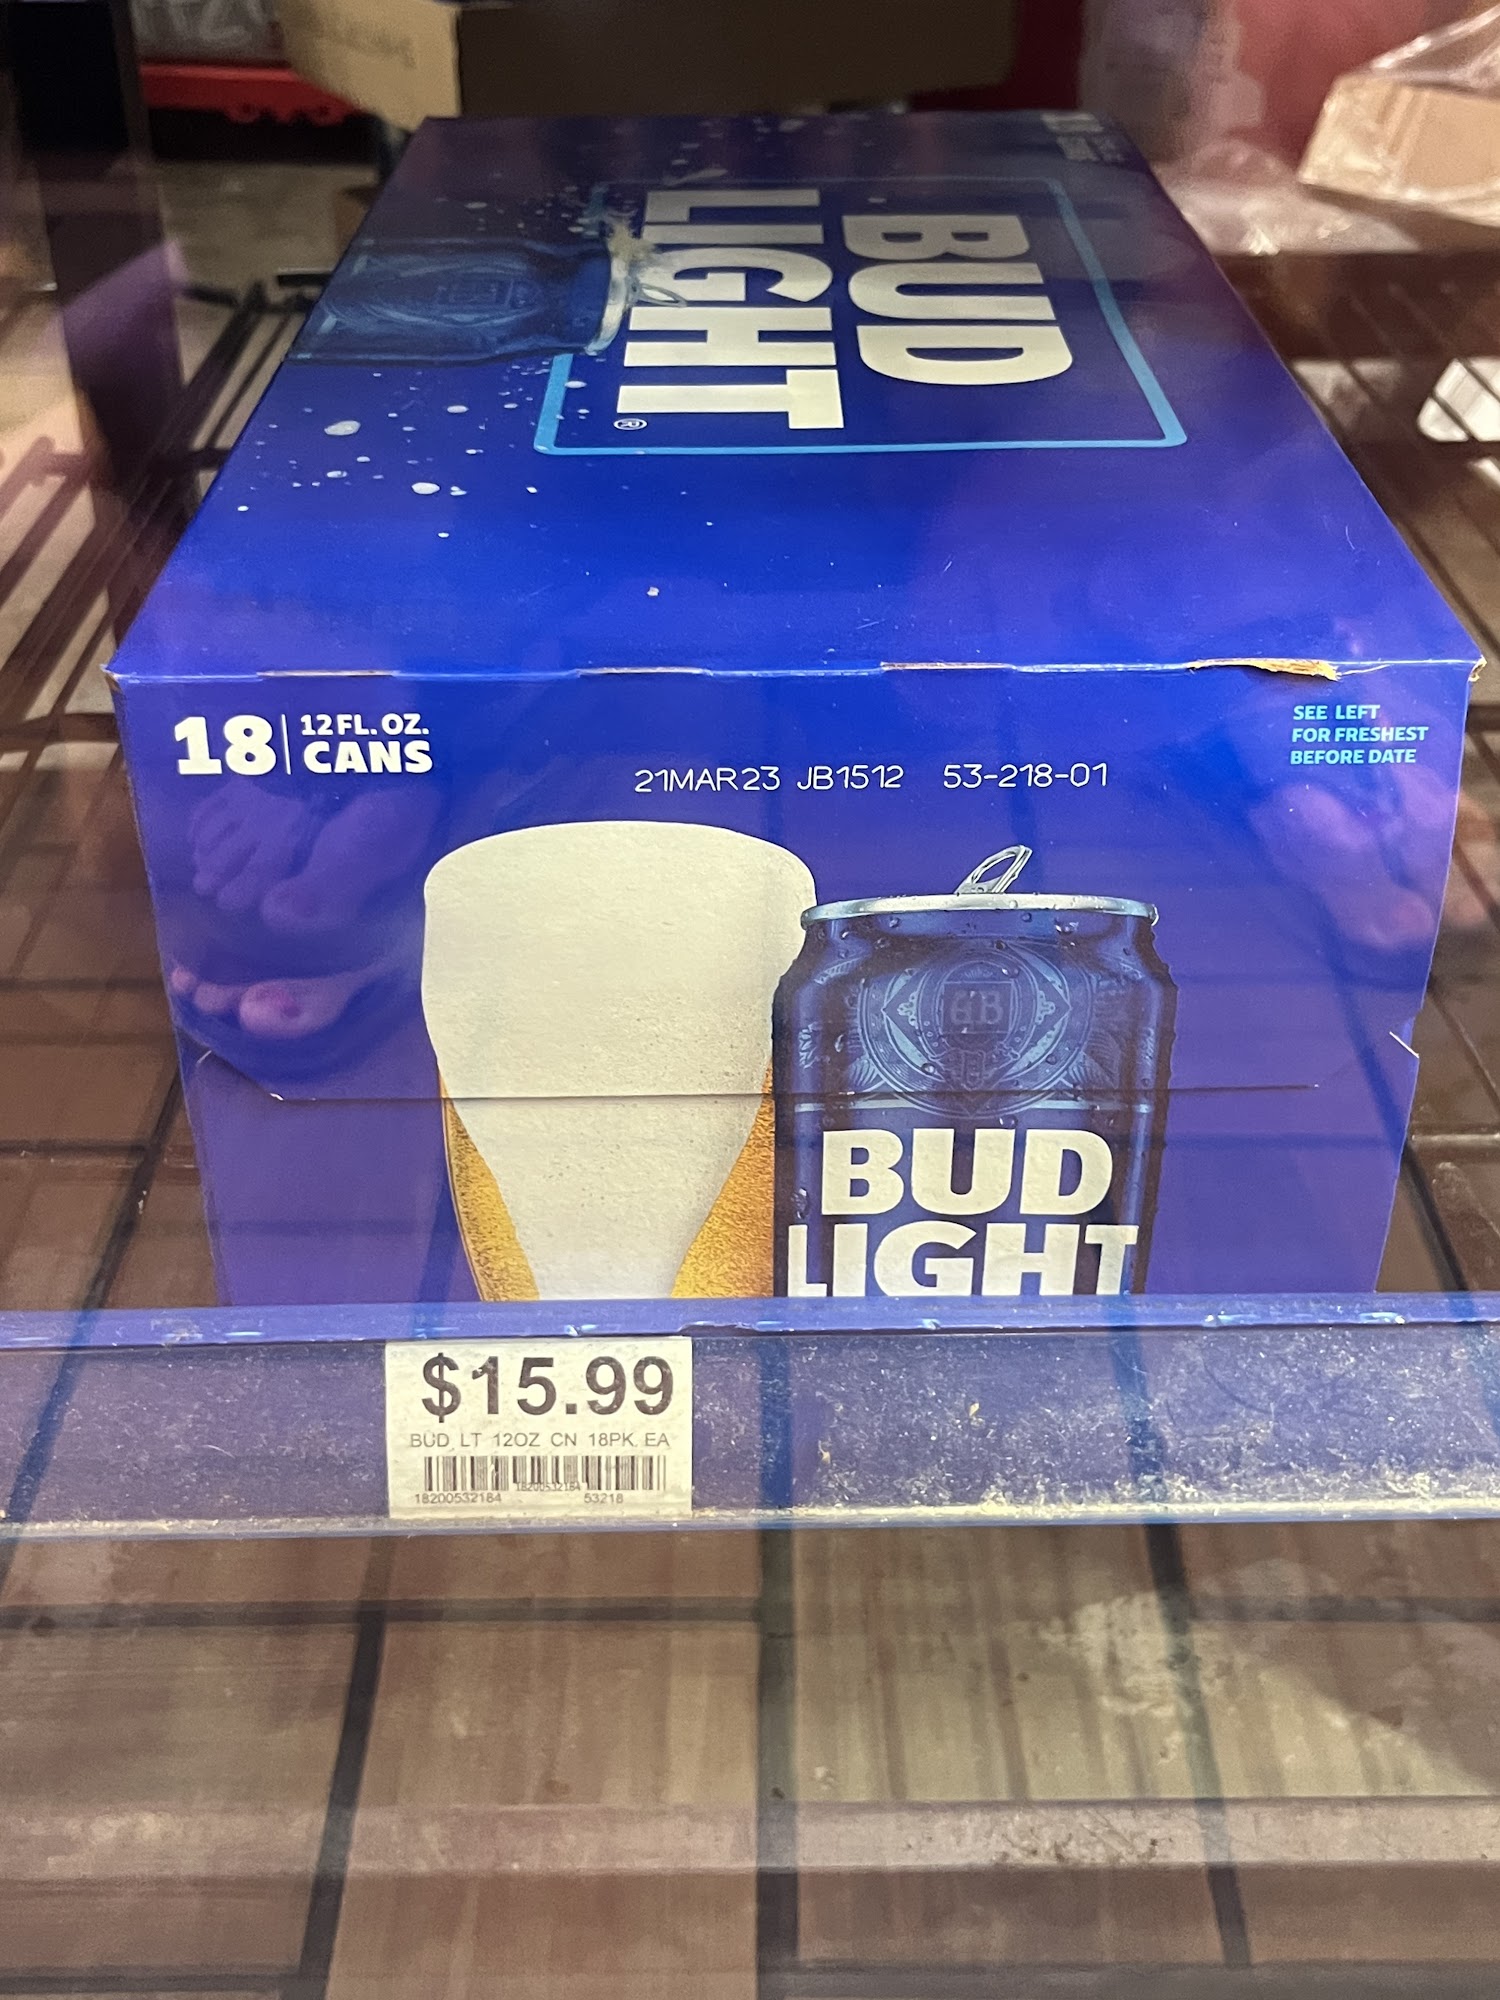 BUD
LIGHT®
18 | 12 FL. OZ.
CANS
SEE LEFT
FOR FRESHEST
BEFORE DATE
21MAR23 JB1512 53-218-01
BUD
LIGHT
$15.99
BUD LT 12OZ CN 18PK EA
18200532184
18200532184 53218